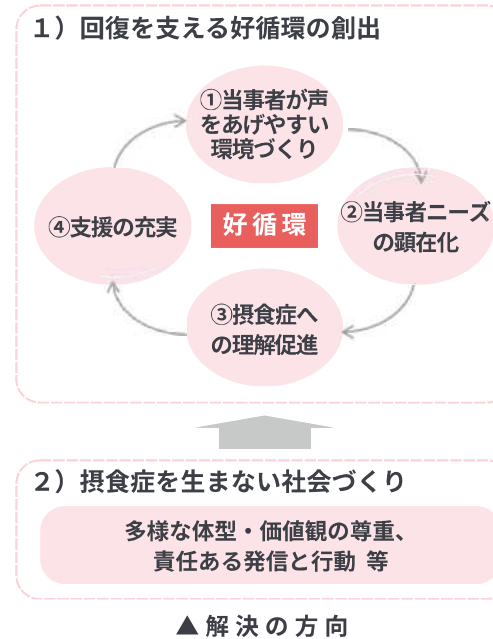 １）回復を支える好循環の創出
①当事者が声
をあげやすい
環境づくり
②当事者ニーズ
の顕在化
③摂食症へ
の理解促進
④支援の充実
好循環
２）摂食症を生まない社会づくり
多様な体型・価値観の尊重、
責任ある発信と行動 等
▲解決の方向